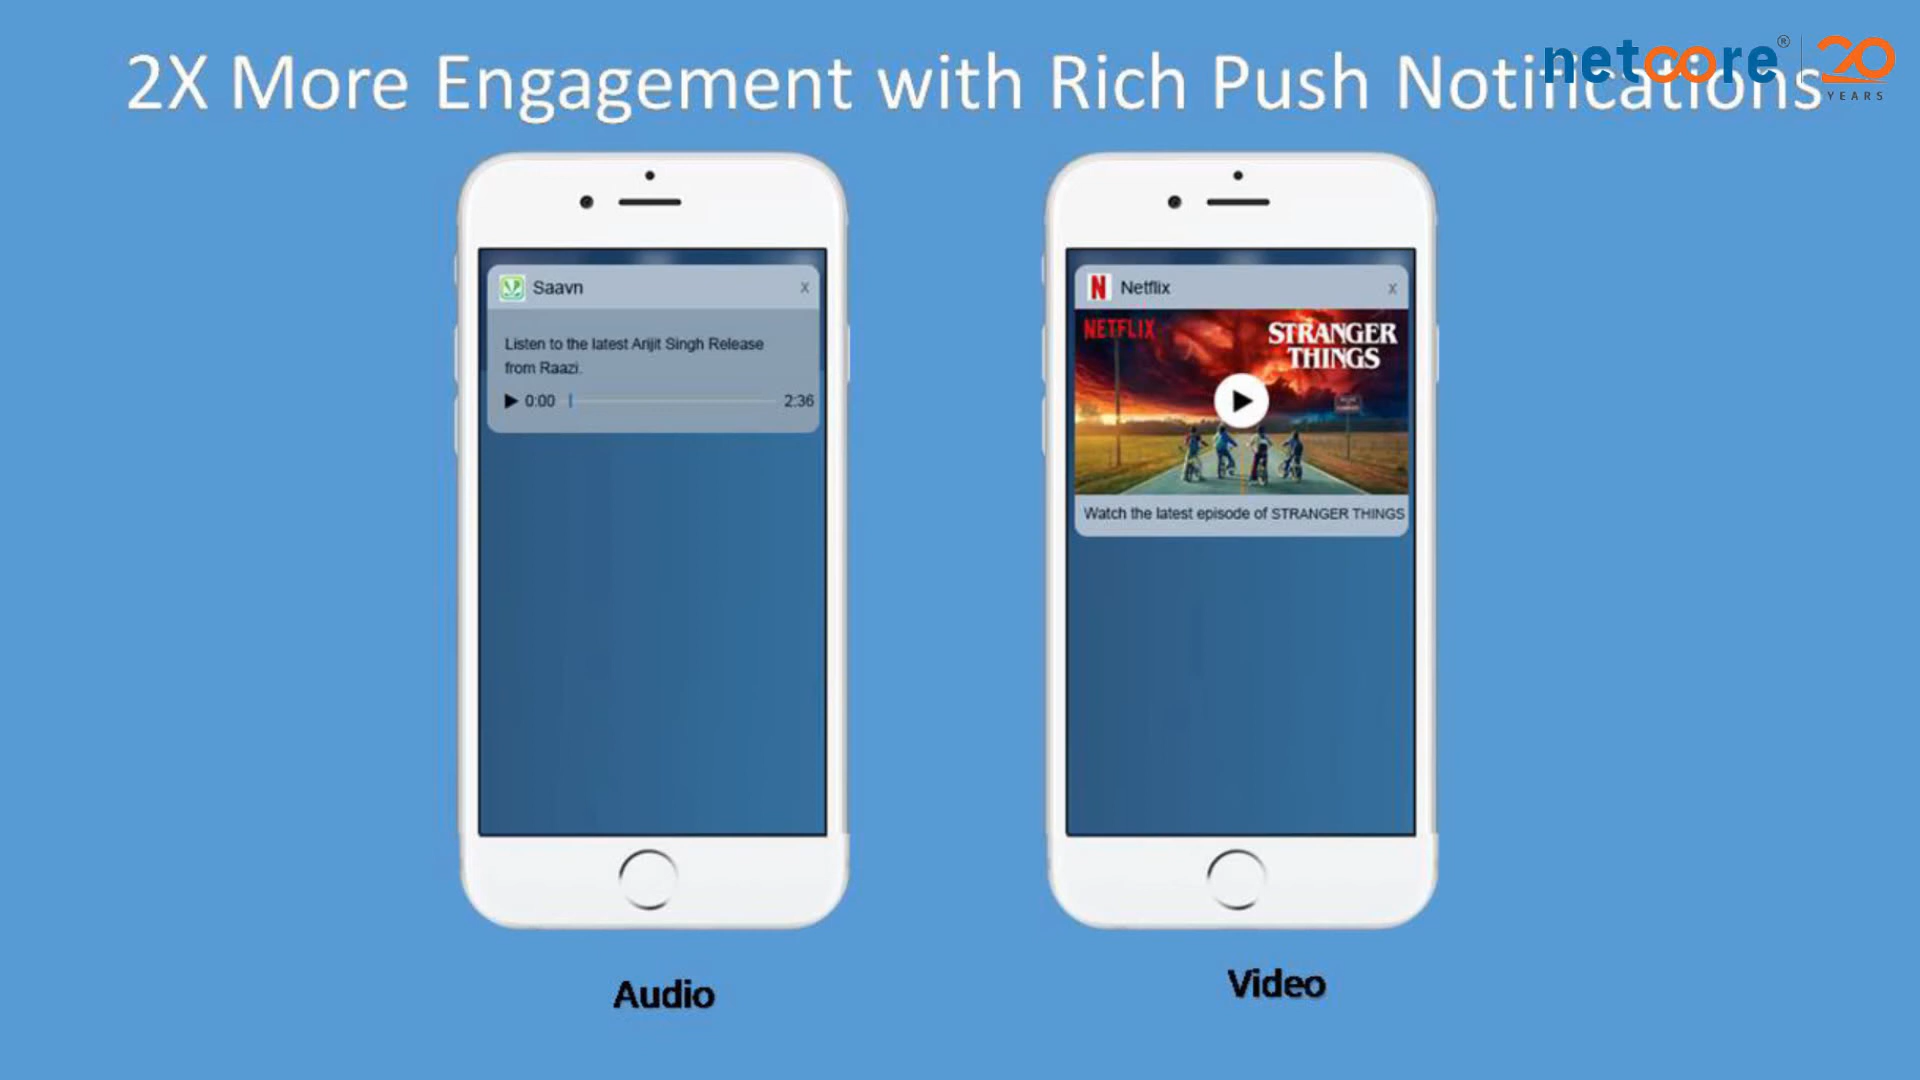 2X More Engagement with Rich Push Notifications
netcore®
20
YEARS
Saavn
x
Listen to the latest Arijit Singh Release
from Raazi.
0:00
2:36
N
Netflix
x
NETFLIX
STRANGER
THINGS
Watch the latest episode of STRANGER THINGS
Audio
Video